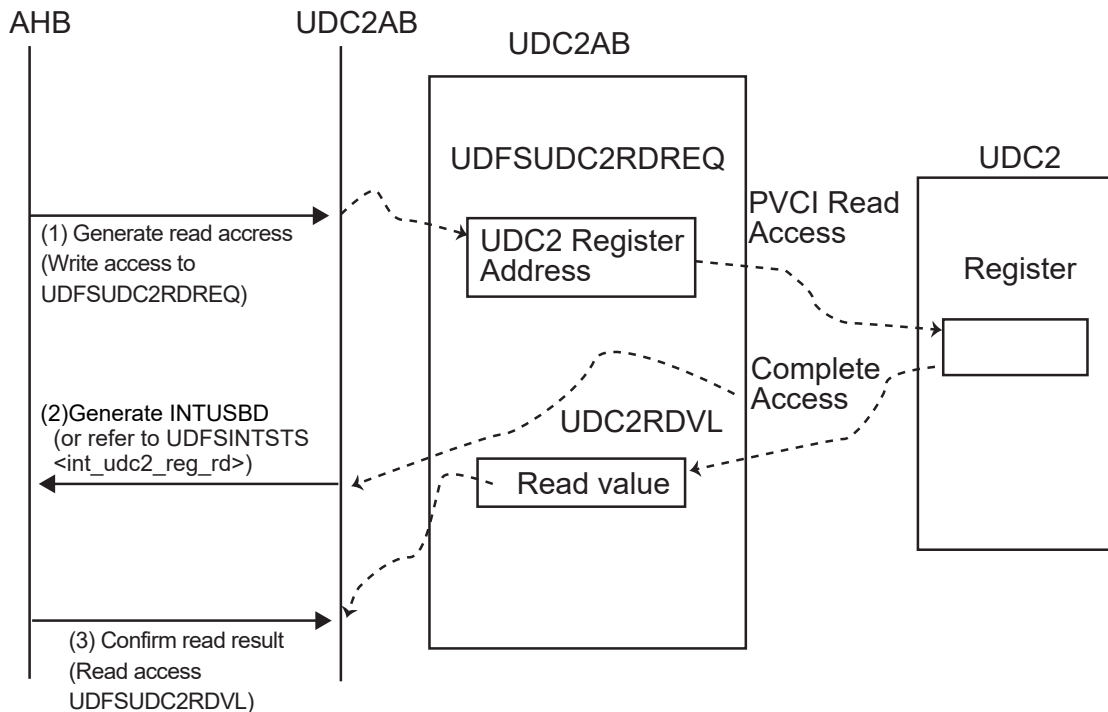 AHB
UDC2AB
UDC2AB
UDFSUDC2RDREQ
UDC2
PVCI Read
Access
(1) Generate read accress
(Write access to
UDFSUDC2RDREQ)
UDC2 Register
Address
Register
Complete
Access
(2)Generate INTUSBD
(or refer to UDFSINTSTS
<int_udc2_reg_rd>)
UDC2RDVL
Read value
(3) Confirm read result
(Read access
UDFSUDC2RDVL)